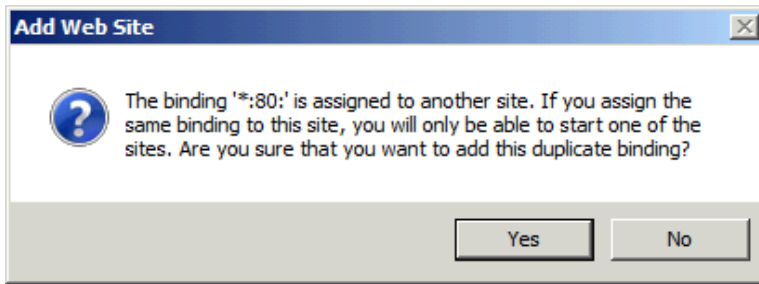 Add Web Site
The binding '*:80:' is assigned to another site. If you assign the
same binding to this site, you will only be able to start one of the
sites. Are you sure that you want to add this duplicate binding?
Yes
No